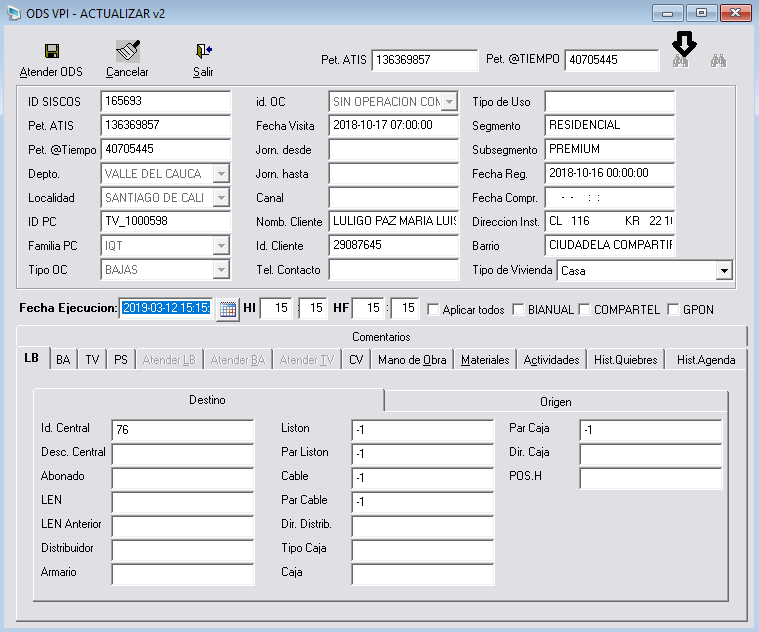 ODS VPI - ACTUALIZAR v2
Atender ODS Cancelar Salir Pet. ATIS 136369857 Pet. @TIEMPO 40705445
ID SISCOS 165693 id. OC SIN OPERACION COM Tipo de Uso
Pet. ATIS 136369857 Fecha Visita 2018-10-17 07:00:00 Segmento RESIDENCIAL
Pet. @Tiempo 40705445 Jorn. desde Subsegmento PREMIUM
Depto. VALLE DEL CAUCA Jorn. hasta Fecha Reg. 2018-10-16 00:00:00
Localidad SANTIAGO DE CALI Canal Fecha Compr. - - : :
ID PC TV_1000598 Nomb. Cliente LULIGO PAZ MARIA LUIS Direccion Inst. CL 116 KR 22 1
Familia PC IQT Id. Cliente 29087645 Barrio CIUDADELA COMPARTIR
Tipo OC BAJAS Tel. Contacto Tipo de Vivienda Casa
Fecha Ejecucion: 2019-03-12 15:15: HI 15 : 15 HF 15 : 15 Aplicar todos BIANUAL COMPARTEL GPON
Comentarios
LB BA TV PS Atender LB Atender BA Atender TV CV Mano de Obra Materiales Actividades Hist.Quiebres Hist.Agenda
Destino Origen
Id. Central 76 Liston -1 Par Caja -1
Desc. Central Par Liston -1 Dir. Caja
Abonado Cable -1 POS.H
LEN Par Cable -1
LEN Anterior Dir. Distrib.
Distribuidor Tipo Caja
Armario Caja